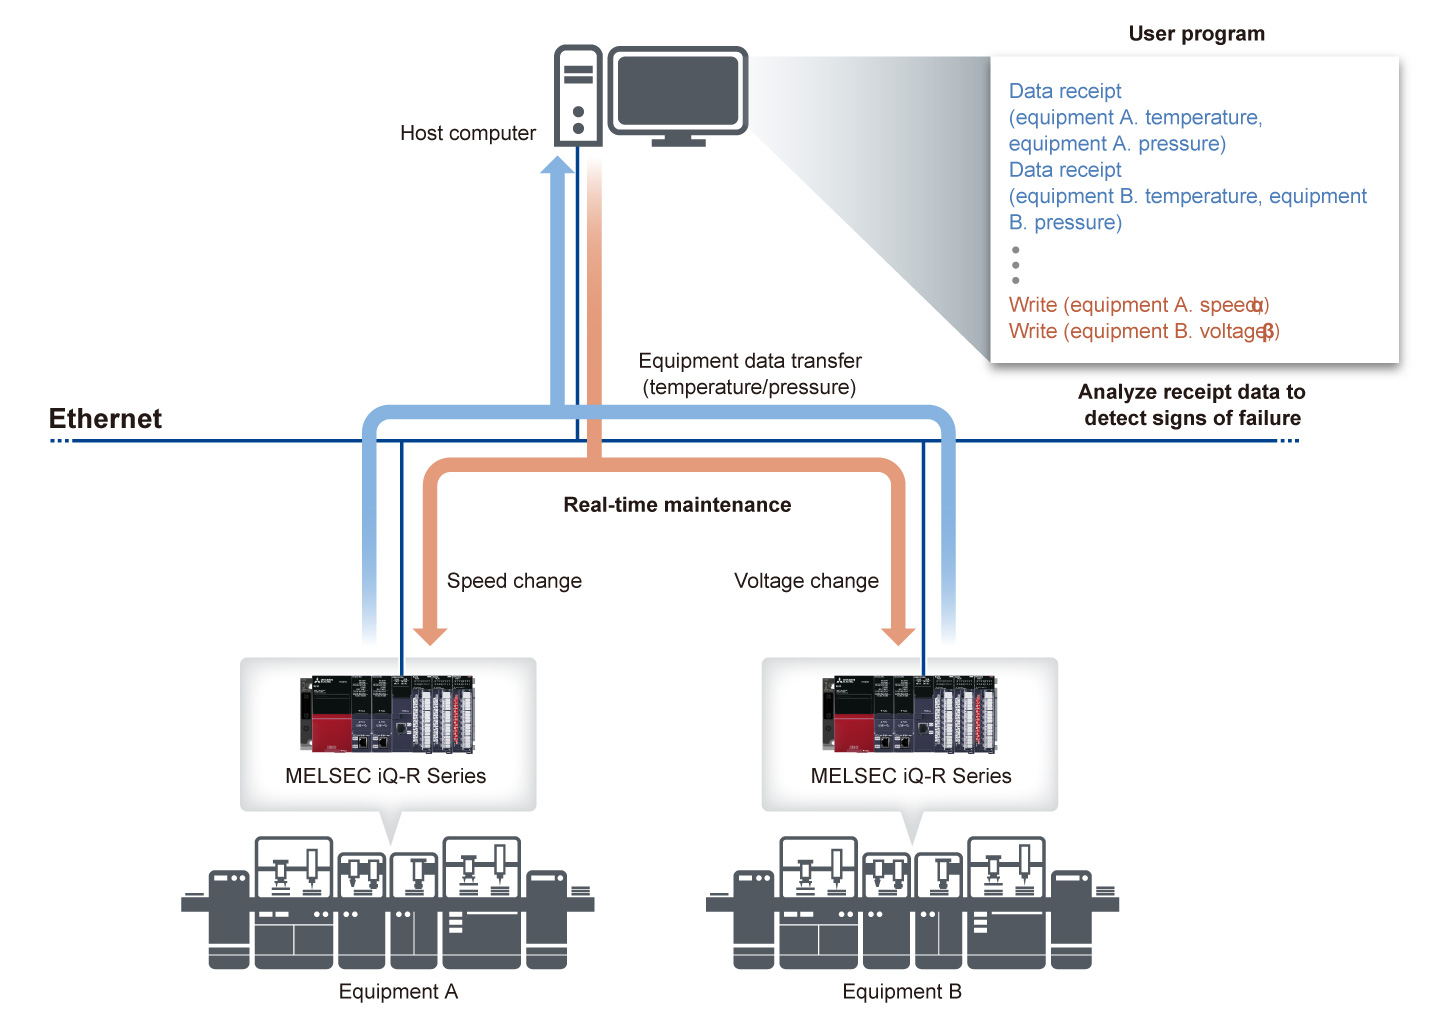 User program
Data receipt
(equipment A. temperature,
equipment A. pressure)
Data receipt
(equipment B. temperature, equipment
B. pressure)
Write (equipment A. speed,α)
Write (equipment B. voltage,β)
Host computer
Equipment data transfer
(temperature/pressure)
Analyze receipt data to
detect signs of failure
Ethernet
Real-time maintenance
Speed change
Voltage change
MELSEC iQ-R Series
MELSEC iQ-R Series
Equipment A
Equipment B